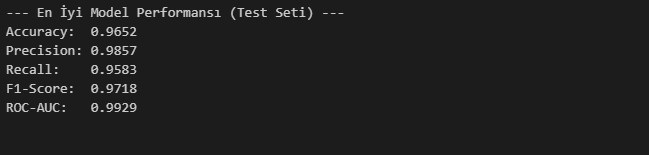 --- En İyi Model Performansı (Test Seti) ---
Accuracy:  0.9652
Precision: 0.9857
Recall:    0.9583
F1-Score:  0.9718
ROC-AUC:   0.9929